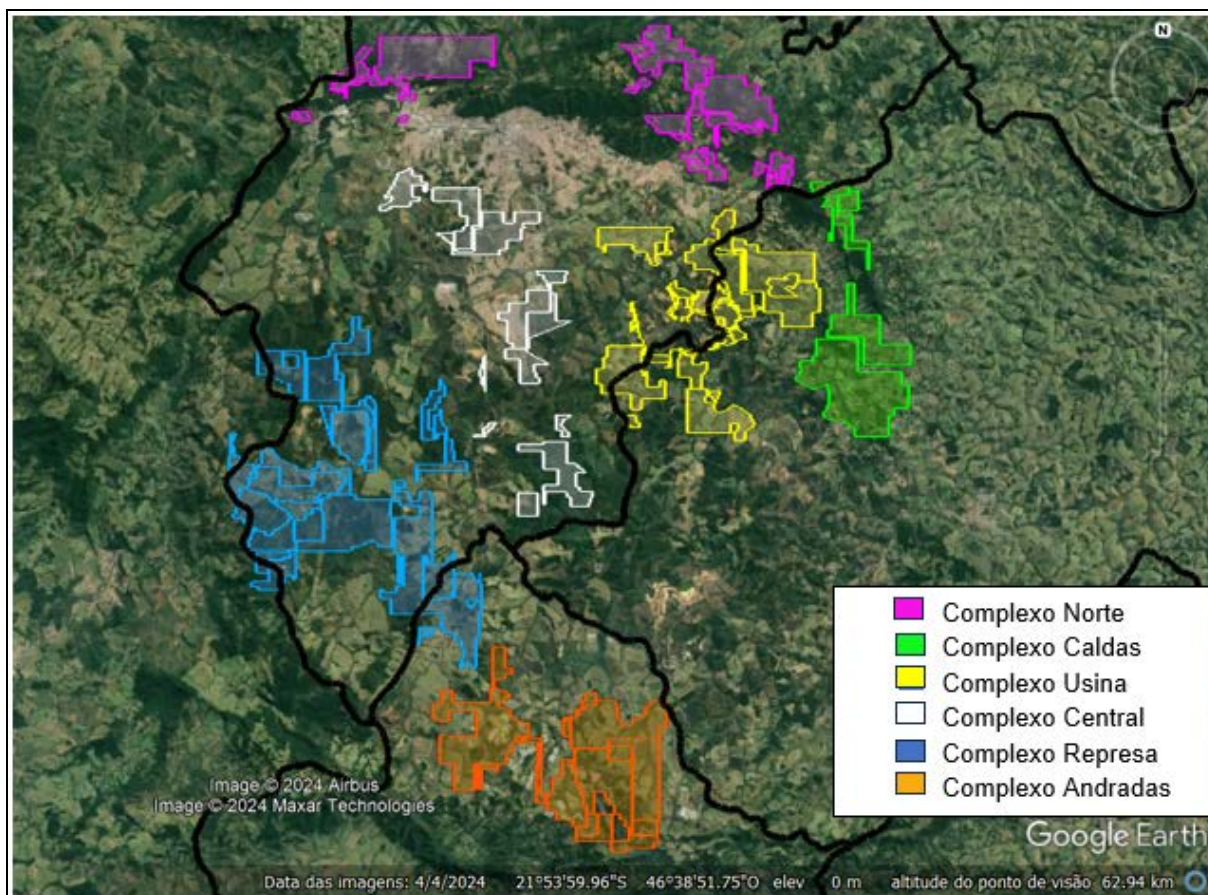 N
Complexo Norte
Complexo Caldas
Complexo Usina
Complexo Central
Complexo Represa
Complexo Andradas
Image © 2024 Airbus
Image © 2024 Maxar Technologies
Google Earth
Data das imagens: 4/4/2024 21°53'59.96"S 46°38'51.75"O elev 0 m altitude do ponto de visão 62.94 km